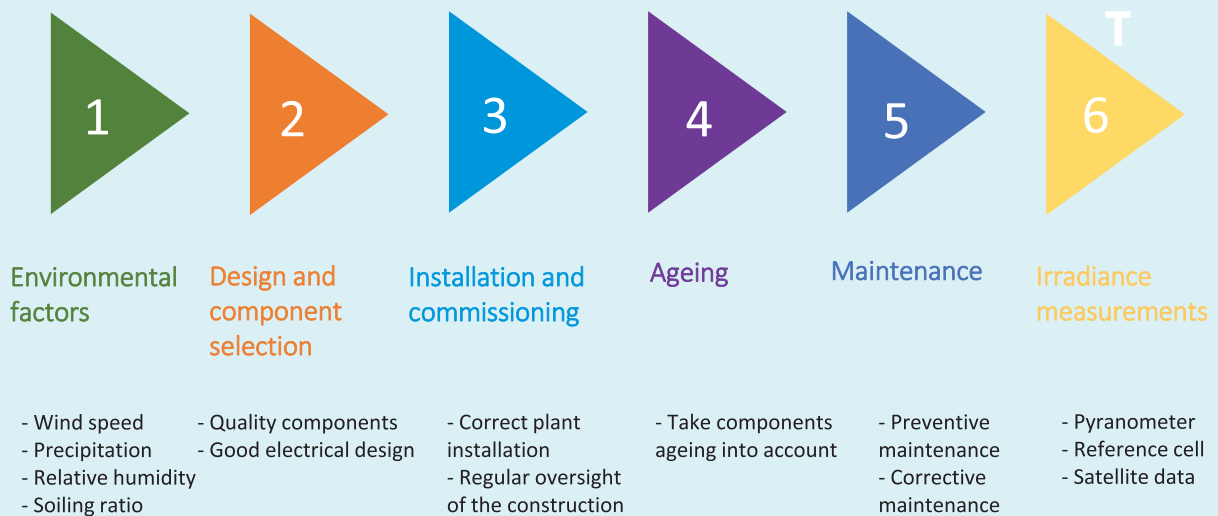 T
1
2
3
4
5
6
Environmental
factors
Design and
component
selection
Installation and
commissioning
Ageing
Maintenance
Irradiance
measurements
- Wind speed
- Precipitation
- Relative humidity
- Soiling ratio
- Quality components
- Good electrical design
- Correct plant
installation
- Regular oversight
of the construction
- Take components
ageing into account
- Preventive
maintenance
- Corrective
maintenance
- Pyranometer
- Reference cell
- Satellite data